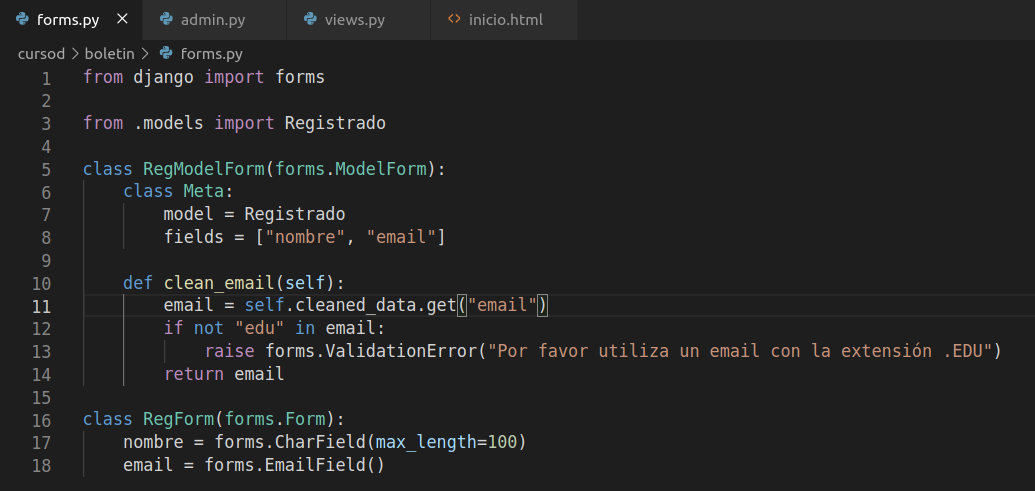 forms.py
admin.py
views.py
inicio.html
cursod > boletin > forms.py
1 from django import forms
2
3 from .models import Registrado
4
5 class RegModelForm(forms.ModelForm):
6     class Meta:
7         model = Registrado
8         fields = ["nombre", "email"]
9
10     def clean_email(self):
11         email = self.cleaned_data.get("email")
12         if not "edu" in email:
13             raise forms.ValidationError("Por favor utiliza un email con la extensión .EDU")
14         return email
15
16 class RegForm(forms.Form):
17     nombre = forms.CharField(max_length=100)
18     email = forms.EmailField()